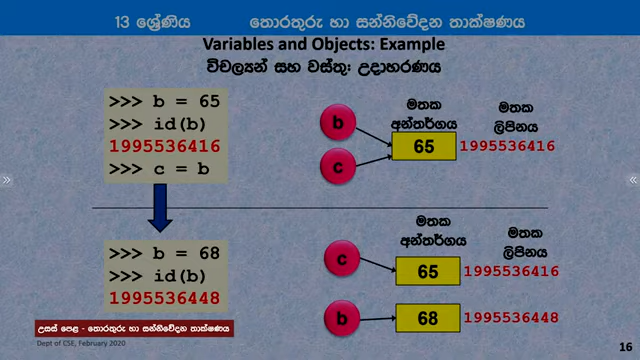 13 ශ්‍රේණිය තොරතුරු හා සන්නිවේදන තාක්ෂණය
Variables and Objects: Example
විචල්‍යන් සහ වස්තු: උදාහරණය
>>> b = 65
>>> id(b)
1995536416
>>> c = b
මතක
අන්තර්ගය
මතක
ලිපිනය
b
c
65
1995536416
>>> b = 68
>>> id(b)
1995536448
මතක
අන්තර්ගය
මතක
ලිපිනය
c
65
1995536416
b
68
1995536448
උසස් පෙළ - තොරතුරු හා සන්නිවේදන තාක්ෂණය
Dept of CSE, February 2020
16